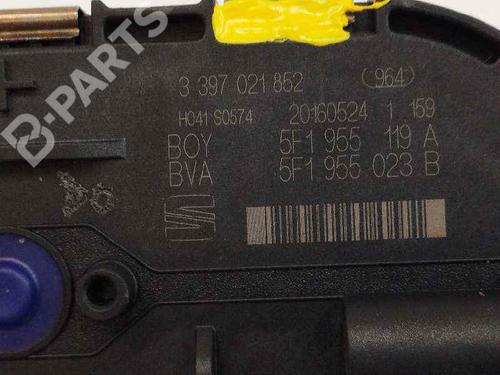 3 397 021 852 964
H041 S0574 20160524 1 159
BOY 5F1 955 119 A
BVA 5F1 955 023 B
B-PARTS